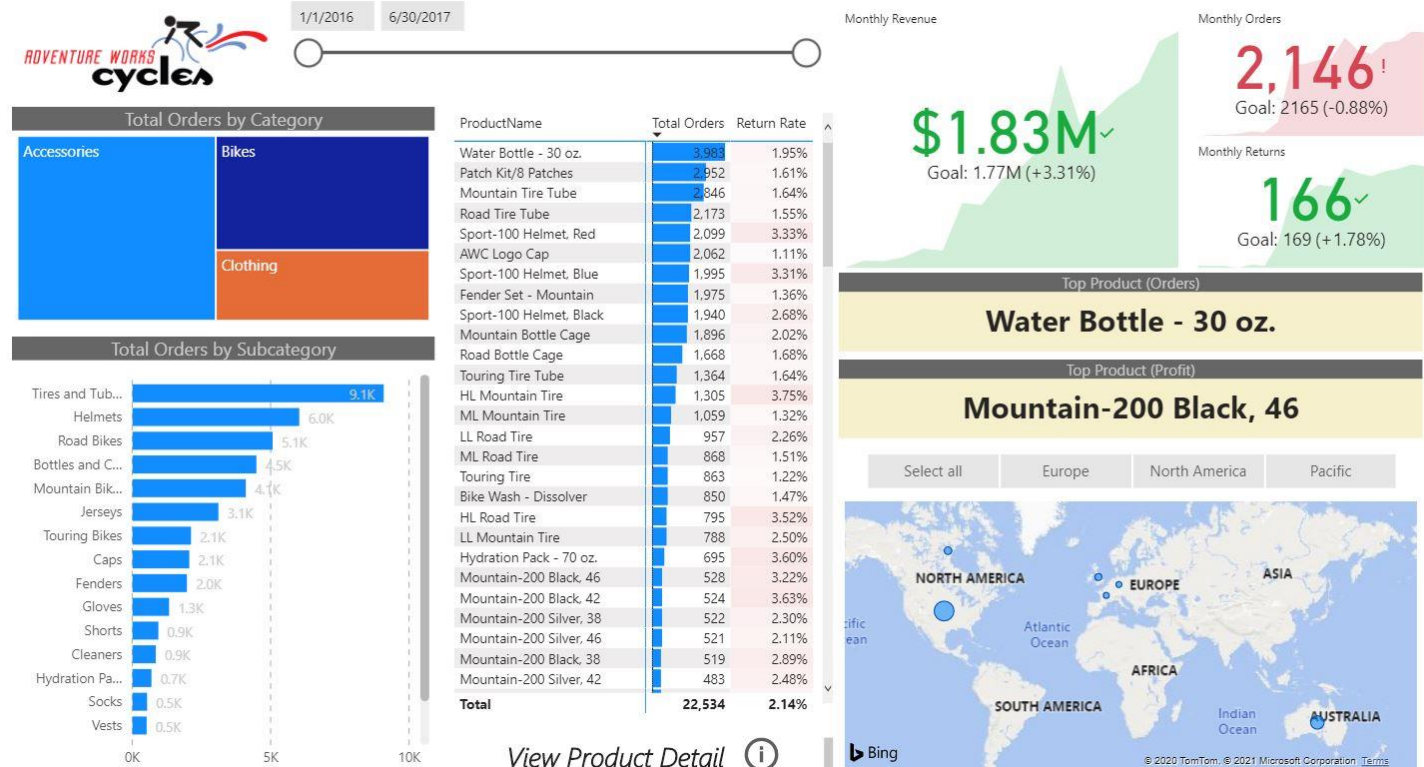 ADVENTURE WORKS
cycles
1/1/2016 6/30/2017
Total Orders by Category
Accessories
Bikes
Clothing
Total Orders by Subcategory
Tires and Tub... 9.1K
Helmets 6.0K
Road Bikes 5.1K
Bottles and C... 4.5K
Mountain Bik... 4.1K
Jerseys 3.1K
Touring Bikes 2.1K
Caps 2.1K
Fenders 2.0K
Gloves 1.3K
Shorts 0.9K
Cleaners 0.9K
Hydration Pa... 0.7K
Socks 0.5K
Vests 0.5K
0K 5K 10K
ProductName Total Orders Return Rate
Water Bottle - 30 oz. 3,983 1.95%
Patch Kit/8 Patches 2,952 1.61%
Mountain Tire Tube 2,846 1.64%
Road Tire Tube 2,173 1.55%
Sport-100 Helmet, Red 2,099 3.33%
AWC Logo Cap 2,062 1.11%
Sport-100 Helmet, Blue 1,995 3.31%
Fender Set - Mountain 1,975 1.36%
Sport-100 Helmet, Black 1,940 2.68%
Mountain Bottle Cage 1,896 2.02%
Road Bottle Cage 1,668 1.68%
Touring Tire Tube 1,364 1.64%
HL Mountain Tire 1,305 3.75%
ML Mountain Tire 1,059 1.32%
LL Road Tire 957 2.26%
ML Road Tire 868 1.51%
Touring Tire 863 1.22%
Bike Wash - Dissolver 850 1.47%
HL Road Tire 795 3.52%
LL Mountain Tire 788 2.50%
Hydration Pack - 70 oz. 695 3.60%
Mountain-200 Black, 46 528 3.22%
Mountain-200 Black, 42 524 3.63%
Mountain-200 Silver, 38 522 2.30%
Mountain-200 Silver, 46 521 2.11%
Mountain-200 Black, 38 519 2.89%
Mountain-200 Silver, 42 483 2.48%
Total 22,534 2.14%
View Product Detail i
Monthly Revenue
$1.83M
Goal: 1.77M (+3.31%)
Monthly Orders
2,146!
Goal: 2165 (-0.88%)
Monthly Returns
166
Goal: 169 (+1.78%)
Top Product (Orders)
Water Bottle - 30 oz.
Top Product (Profit)
Mountain-200 Black, 46
Select all Europe North America Pacific
NORTH AMERICA
EUROPE
ASIA
cific
ean
Atlantic
Ocean
AFRICA
SOUTH AMERICA
Indian
Ocean
AUSTRALIA
Bing
© 2020 TomTom, © 2021 Microsoft Corporation Terms